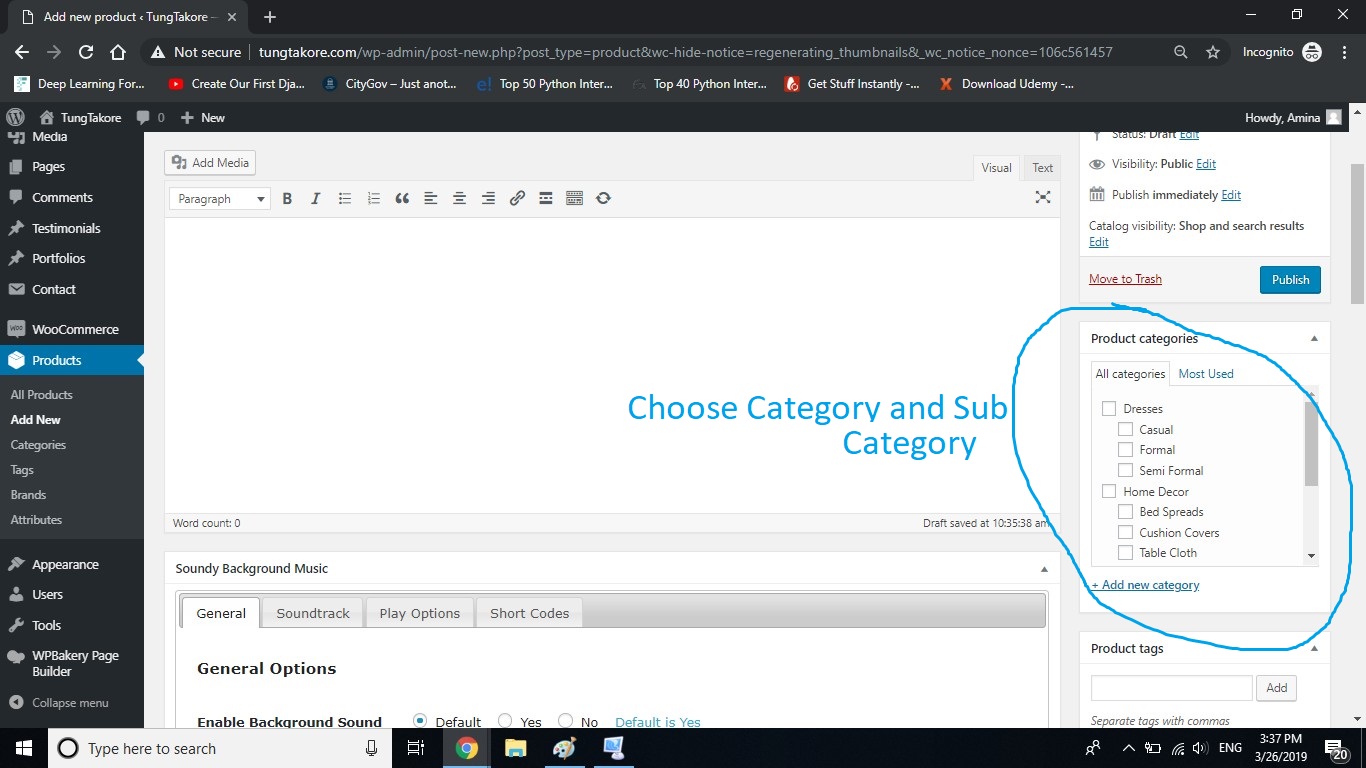 Add new product ‹ TungTakore —
Not secure
tungtakore.com/wp-admin/post-new.php?post_type=product&wc-hide-notice=regenerating_thumbnails&_wc_notice_nonce=106c561457
Incognito
Deep Learning For...
Create Our First Dja...
CityGov – Just anot...
Top 50 Python Inter...
Top 40 Python Inter...
Get Stuff Instantly -...
Download Udemy -...
TungTakore
0
New
Howdy, Amina
Media
Pages
Comments
Testimonials
Portfolios
Contact
WooCommerce
Products
All Products
Add New
Categories
Tags
Brands
Attributes
Appearance
Users
Tools
WPBakery Page
Builder
Collapse menu
Add Media
Visual
Text
Paragraph
Choose Category and Sub
Category
Word count: 0
Draft saved at 10:35:38 am
Soundy Background Music
General
Soundtrack
Play Options
Short Codes
General Options
Enable Background Sound
Default
Yes
No
Default is Yes
Status: Draft Edit
Visibility: Public Edit
Publish immediately Edit
Catalog visibility: Shop and search results
Edit
Move to Trash
Publish
Product categories
All categories
Most Used
Dresses
Casual
Formal
Semi Formal
Home Decor
Bed Spreads
Cushion Covers
Table Cloth
+ Add new category
Product tags
Add
Separate tags with commas
Type here to search
ENG
3:37 PM
3/26/2019
20